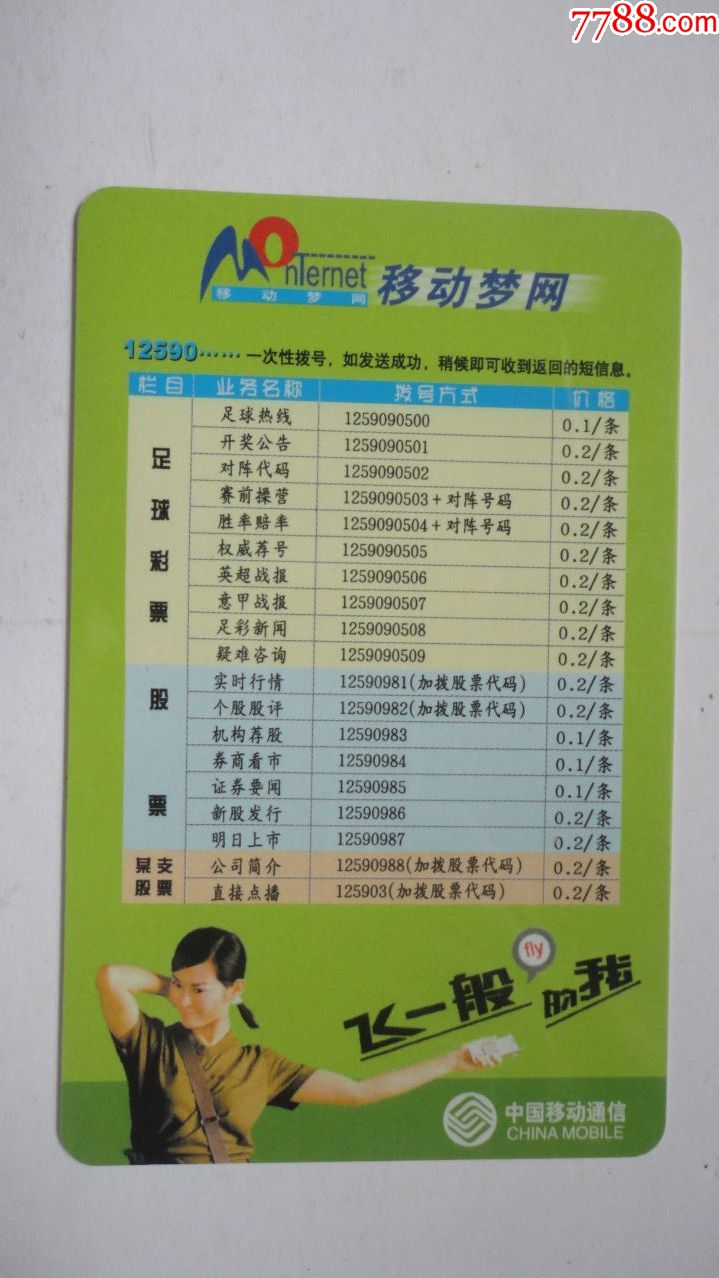 7788.com
MOnTernet
移动梦网
移动梦网
12590…… 一次性拨号，如发送成功，稍候即可收到返回的短信息。
栏目 业务名称 拨号方式 价格
足球彩票
足球热线 1259090500 0.1/条
开奖公告 1259090501 0.2/条
对阵代码 1259090502 0.2/条
赛前操营 1259090503+对阵号码 0.2/条
胜率赔率 1259090504+对阵号码 0.2/条
权威荐号 1259090505 0.2/条
英超战报 1259090506 0.2/条
意甲战报 1259090507 0.2/条
足彩新闻 1259090508 0.2/条
疑难咨询 1259090509 0.2/条
股票
实时行情 12590981(加拨股票代码) 0.2/条
个股股评 12590982(加拨股票代码) 0.2/条
机构荐股 12590983 0.1/条
券商看市 12590984 0.1/条
证券要闻 12590985 0.1/条
新股发行 12590986 0.2/条
明日上市 12590987 0.2/条
某支股票
公司简介 12590988(加拨股票代码) 0.2/条
直接点播 125903(加拨股票代码) 0.2/条
fly
飞一般的我
中国移动通信
CHINA MOBILE